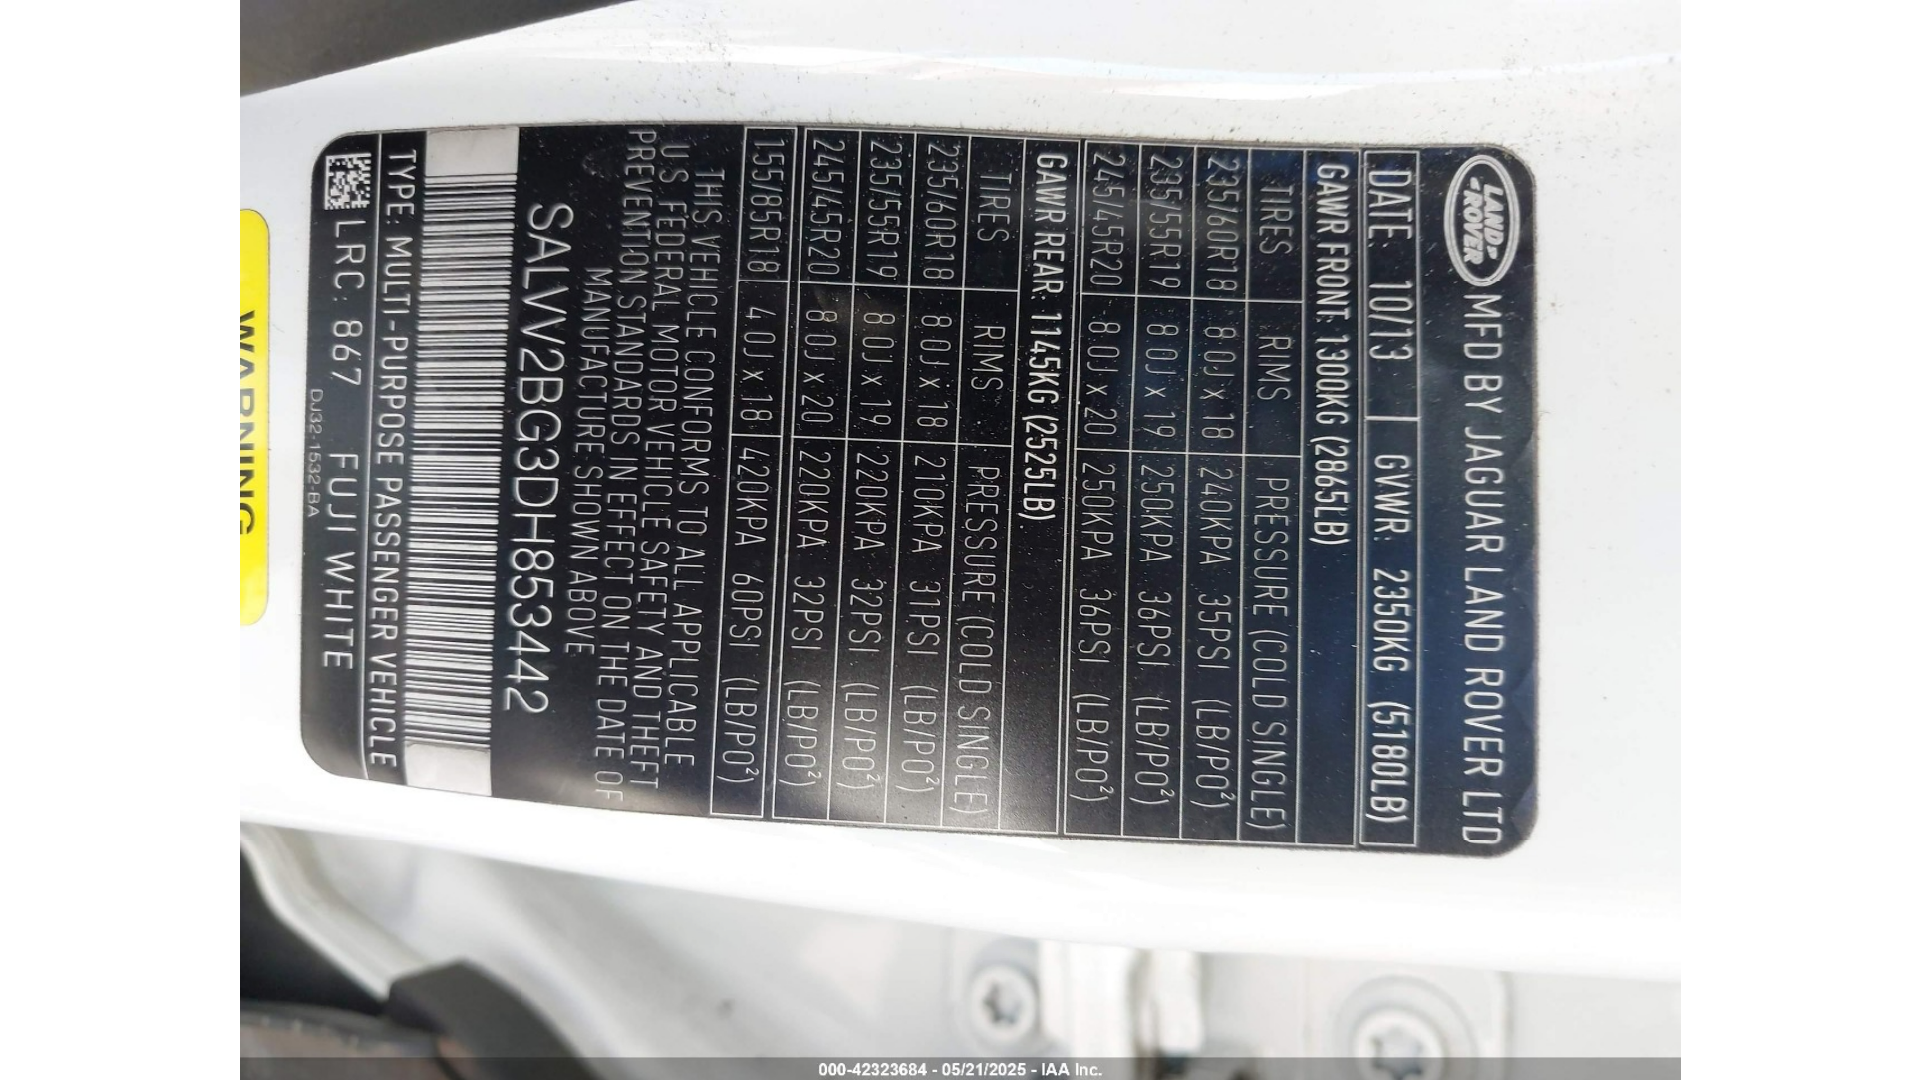 LAND ROVER MFD BY JAGUAR LAND ROVER LTD
DATE: 10/13 GVWR: 2350KG (5180LB)
GAWR FRONT: 1300KG (2865LB)
TIRES RIMS PRESSURE (COLD SINGLE)
235/60R18 8.0J x 18 240KPA 35PSI (LB/PO²)
235/55R19 8.0J x 19 250KPA 36PSI (LB/PO²)
245/45R20 8.0J x 20 250KPA 36PSI (LB/PO²)
GAWR REAR: 1145KG (2525LB)
TIRES RIMS PRESSURE (COLD SINGLE)
235/60R18 8.0J x 18 210KPA 31PSI (LB/PO²)
235/55R19 8.0J x 19 220KPA 32PSI (LB/PO²)
245/45R20 8.0J x 20 220KPA 32PSI (LB/PO²)
155/85R18 4.0J x 18 420KPA 60PSI (LB/PO²)
THIS VEHICLE CONFORMS TO ALL APPLICABLE
U.S. FEDERAL MOTOR VEHICLE SAFETY AND THEFT
PREVENTION STANDARDS IN EFFECT ON THE DATE OF
MANUFACTURE SHOWN ABOVE
SALVV2BG3DH853442
TYPE: MULTI-PURPOSE PASSENGER VEHICLE
LRC: 867 FUJI WHITE
DJ32-1532-BA
WARNING
000-42323684 - 05/21/2025 - IAA Inc.